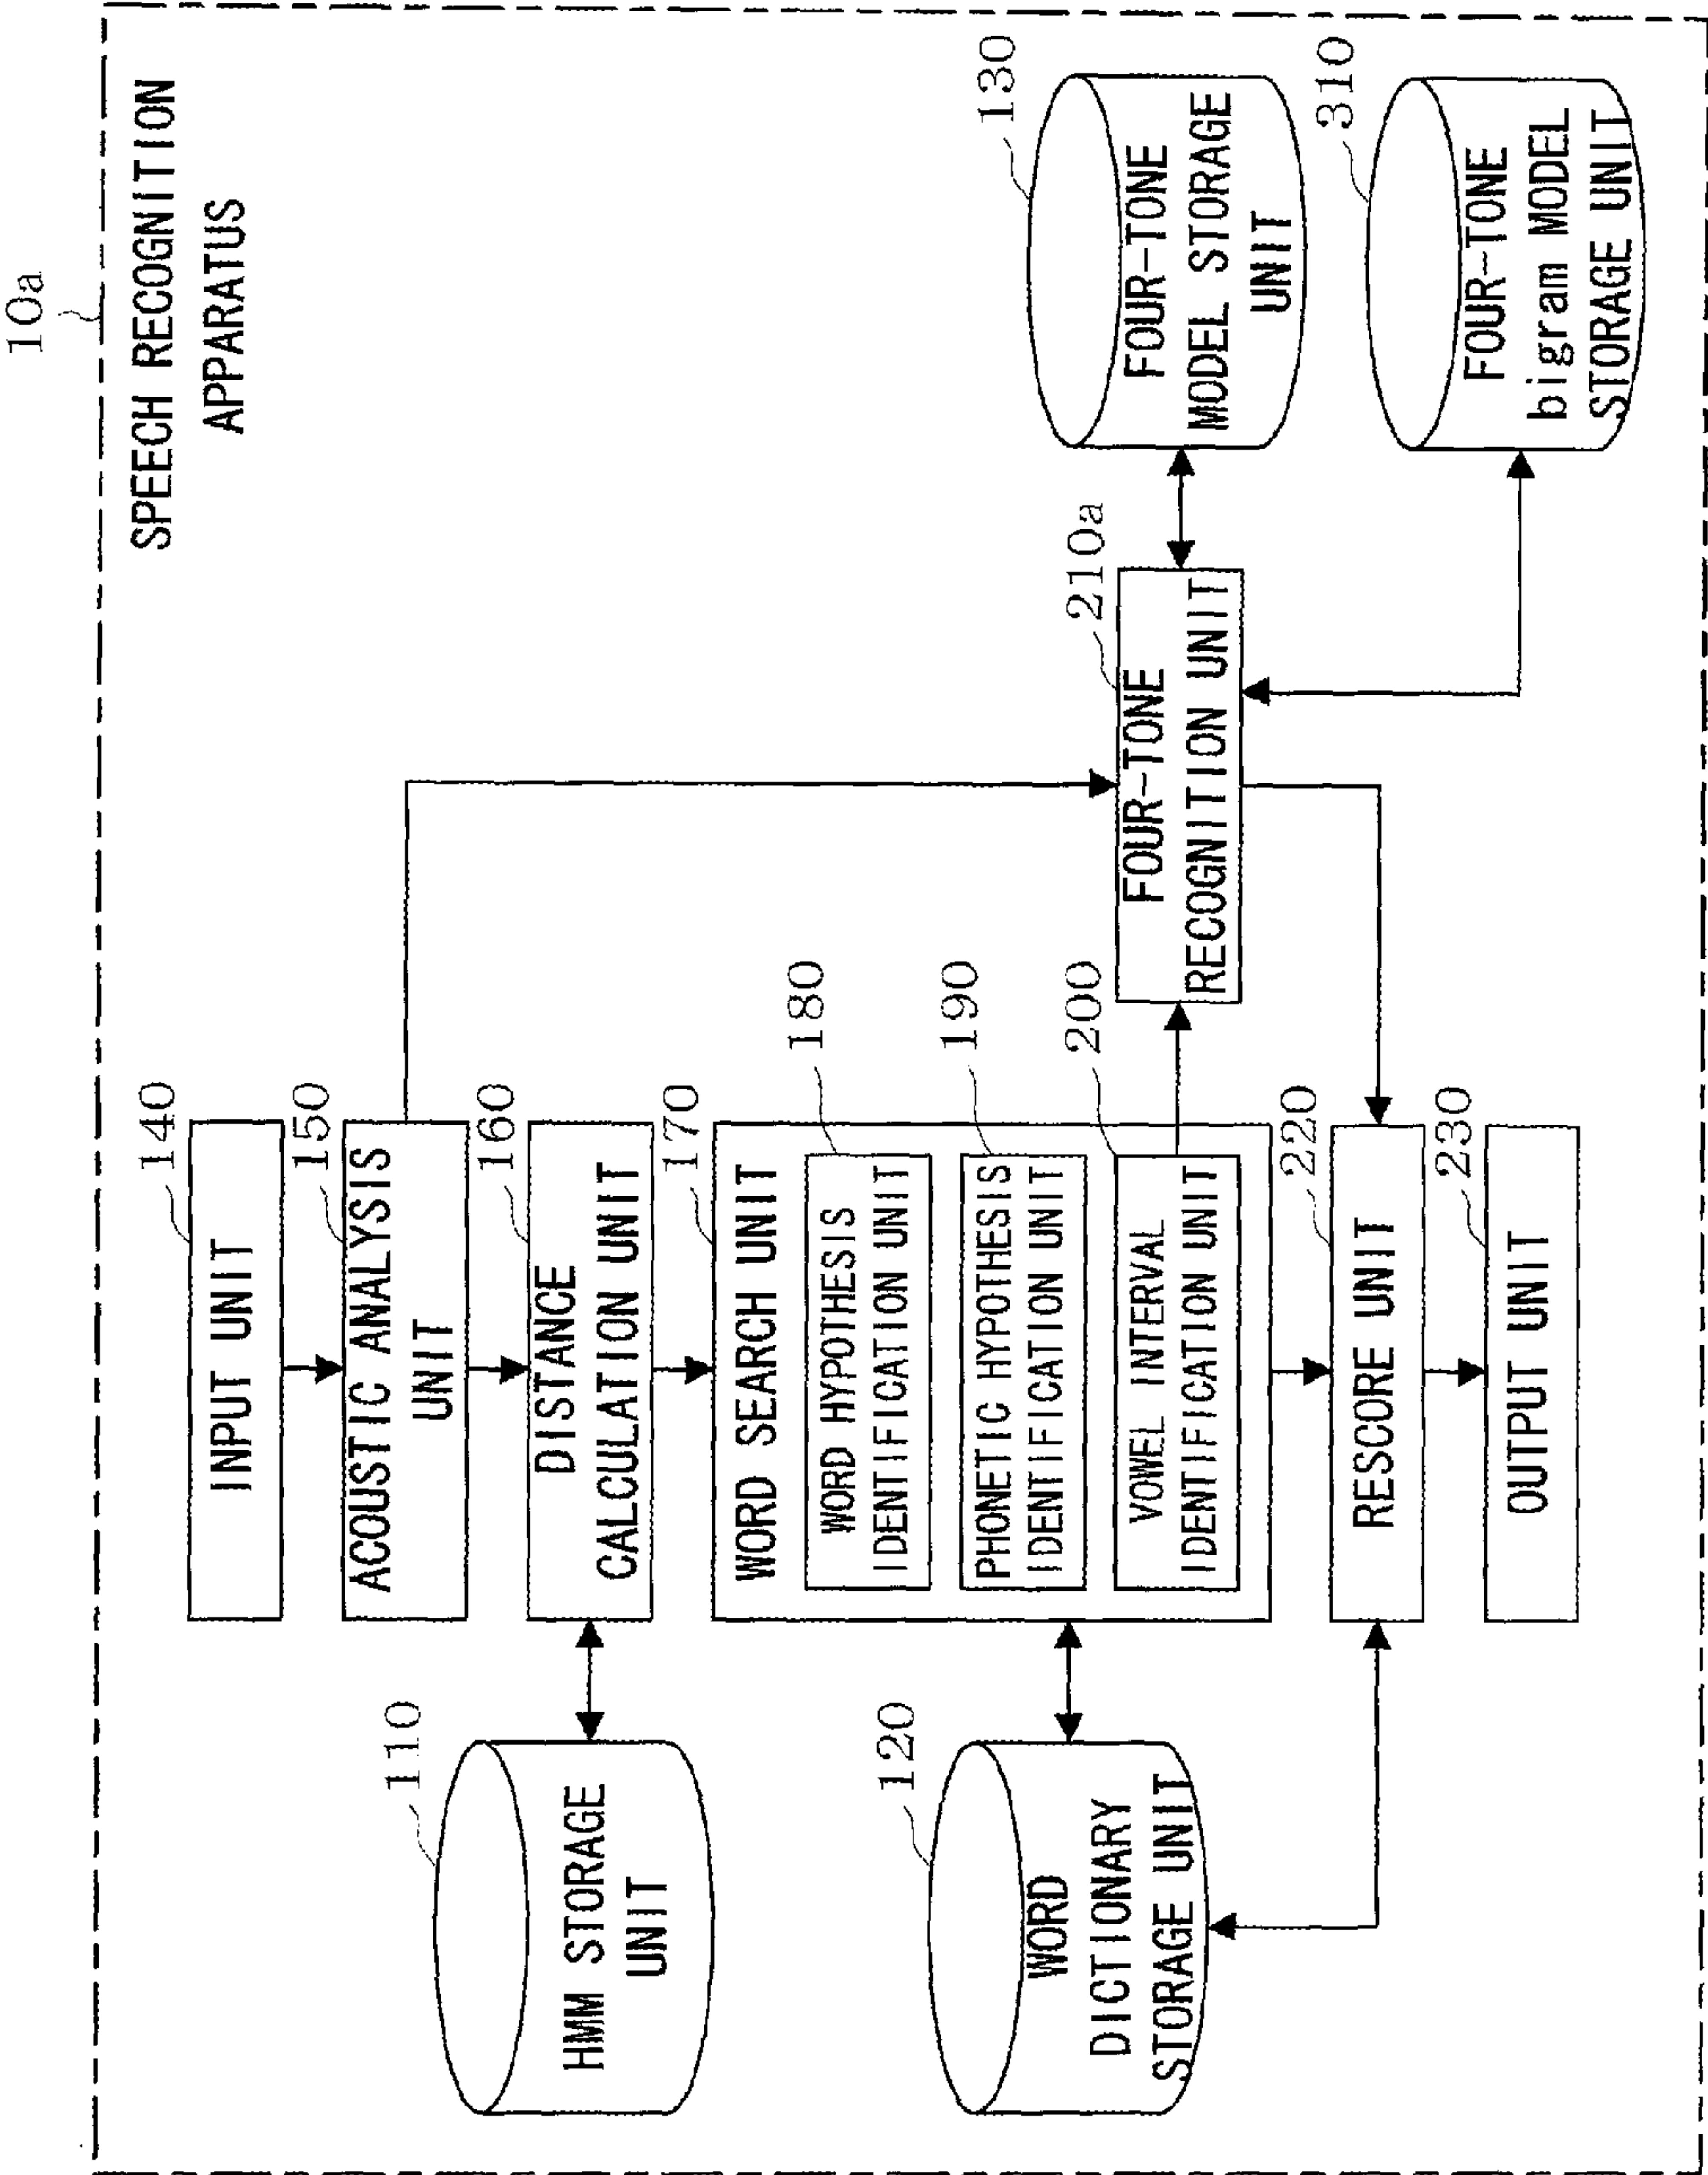 10a
SPEECH RECOGNITION
APPARATUS
140
INPUT UNIT
150
ACOUSTIC ANALYSIS
UNIT
110
HMM STORAGE
UNIT
160
DISTANCE
CALCULATION UNIT
170
WORD SEARCH UNIT
180
WORD HYPOTHESIS
IDENTIFICATION UNIT
190
PHONETIC HYPOTHESIS
IDENTIFICATION UNIT
200
VOWEL INTERVAL
IDENTIFICATION UNIT
120
WORD
DICTIONARY
STORAGE UNIT
210a
FOUR-TONE
RECOGNITION UNIT
130
FOUR-TONE
MODEL STORAGE
UNIT
310
FOUR-TONE
bigram MODEL
STORAGE UNIT
220
RESCORE UNIT
230
OUTPUT UNIT